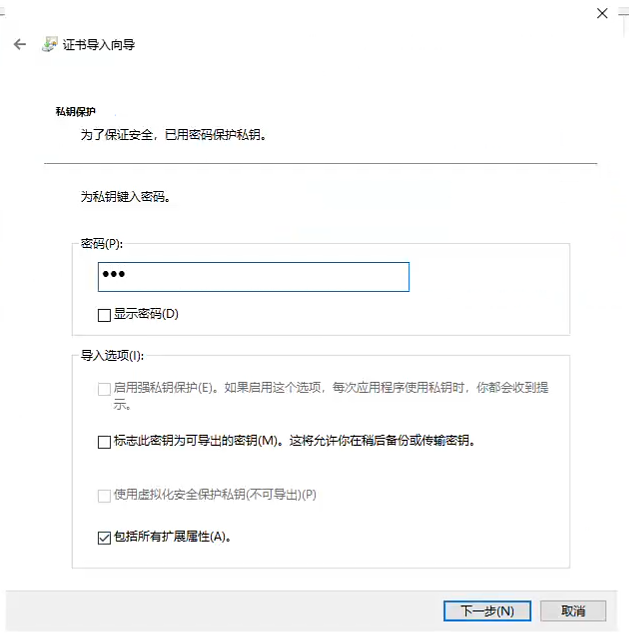 证书导入向导
私钥保护
为了保证安全，已用密码保护私钥。
为私钥键入密码。
密码(P):
●●●
显示密码(D)
导入选项(I):
启用强私钥保护(E)。如果启用这个选项，每次应用程序使用私钥时，你都会收到提
示。
标志此密钥为可导出的密钥(M)。这将允许你在稍后备份或传输密钥。
使用虚拟化安全保护私钥(不可导出)(P)
包括所有扩展属性(A)。
下一步(N) 取消